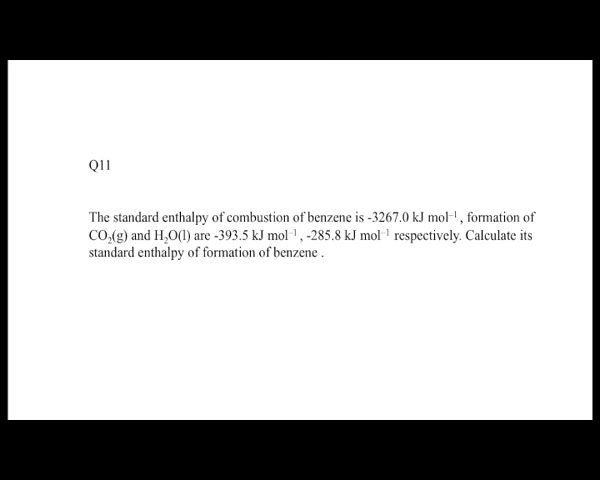 Q11
The standard enthalpy of combustion of benzene is -3267.0 kJ mol⁻¹ , formation of
CO₂(g) and H₂O(l) are -393.5 kJ mol⁻¹ , -285.8 kJ mol⁻¹ respectively. Calculate its
standard enthalpy of formation of benzene .